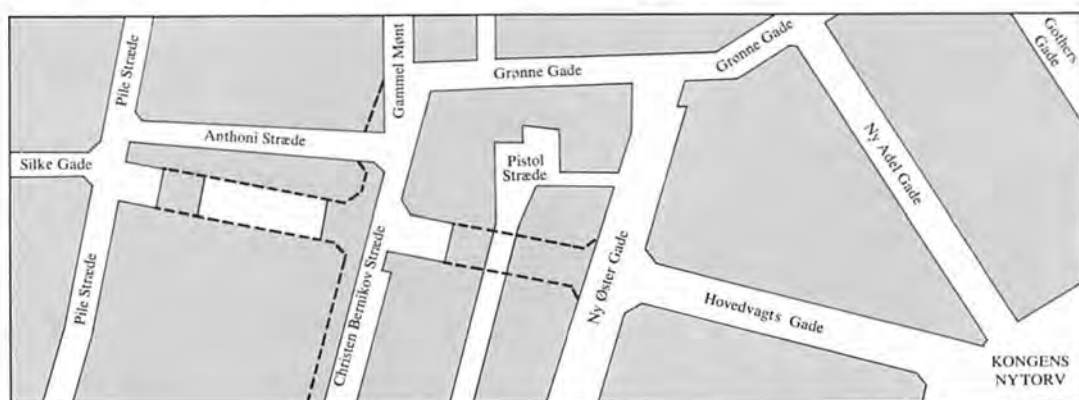 Pile Stræde
Gammel Mønt
Grønne Gade
Grønne Gade
Gothers
Gade
Anthoni Stræde
Silke Gade
Pistol
Stræde
Ny Adel Gade
Pile Stræde
Christen Bernikov Stræde
Ny Øster Gade
Hovedvagts Gade
KONGENS
NYTORV